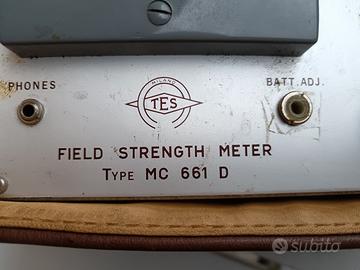 PHONES
MILANO
TES
BATT. ADJ.
FIELD STRENGTH METER
TYPE MC 661 D
subito